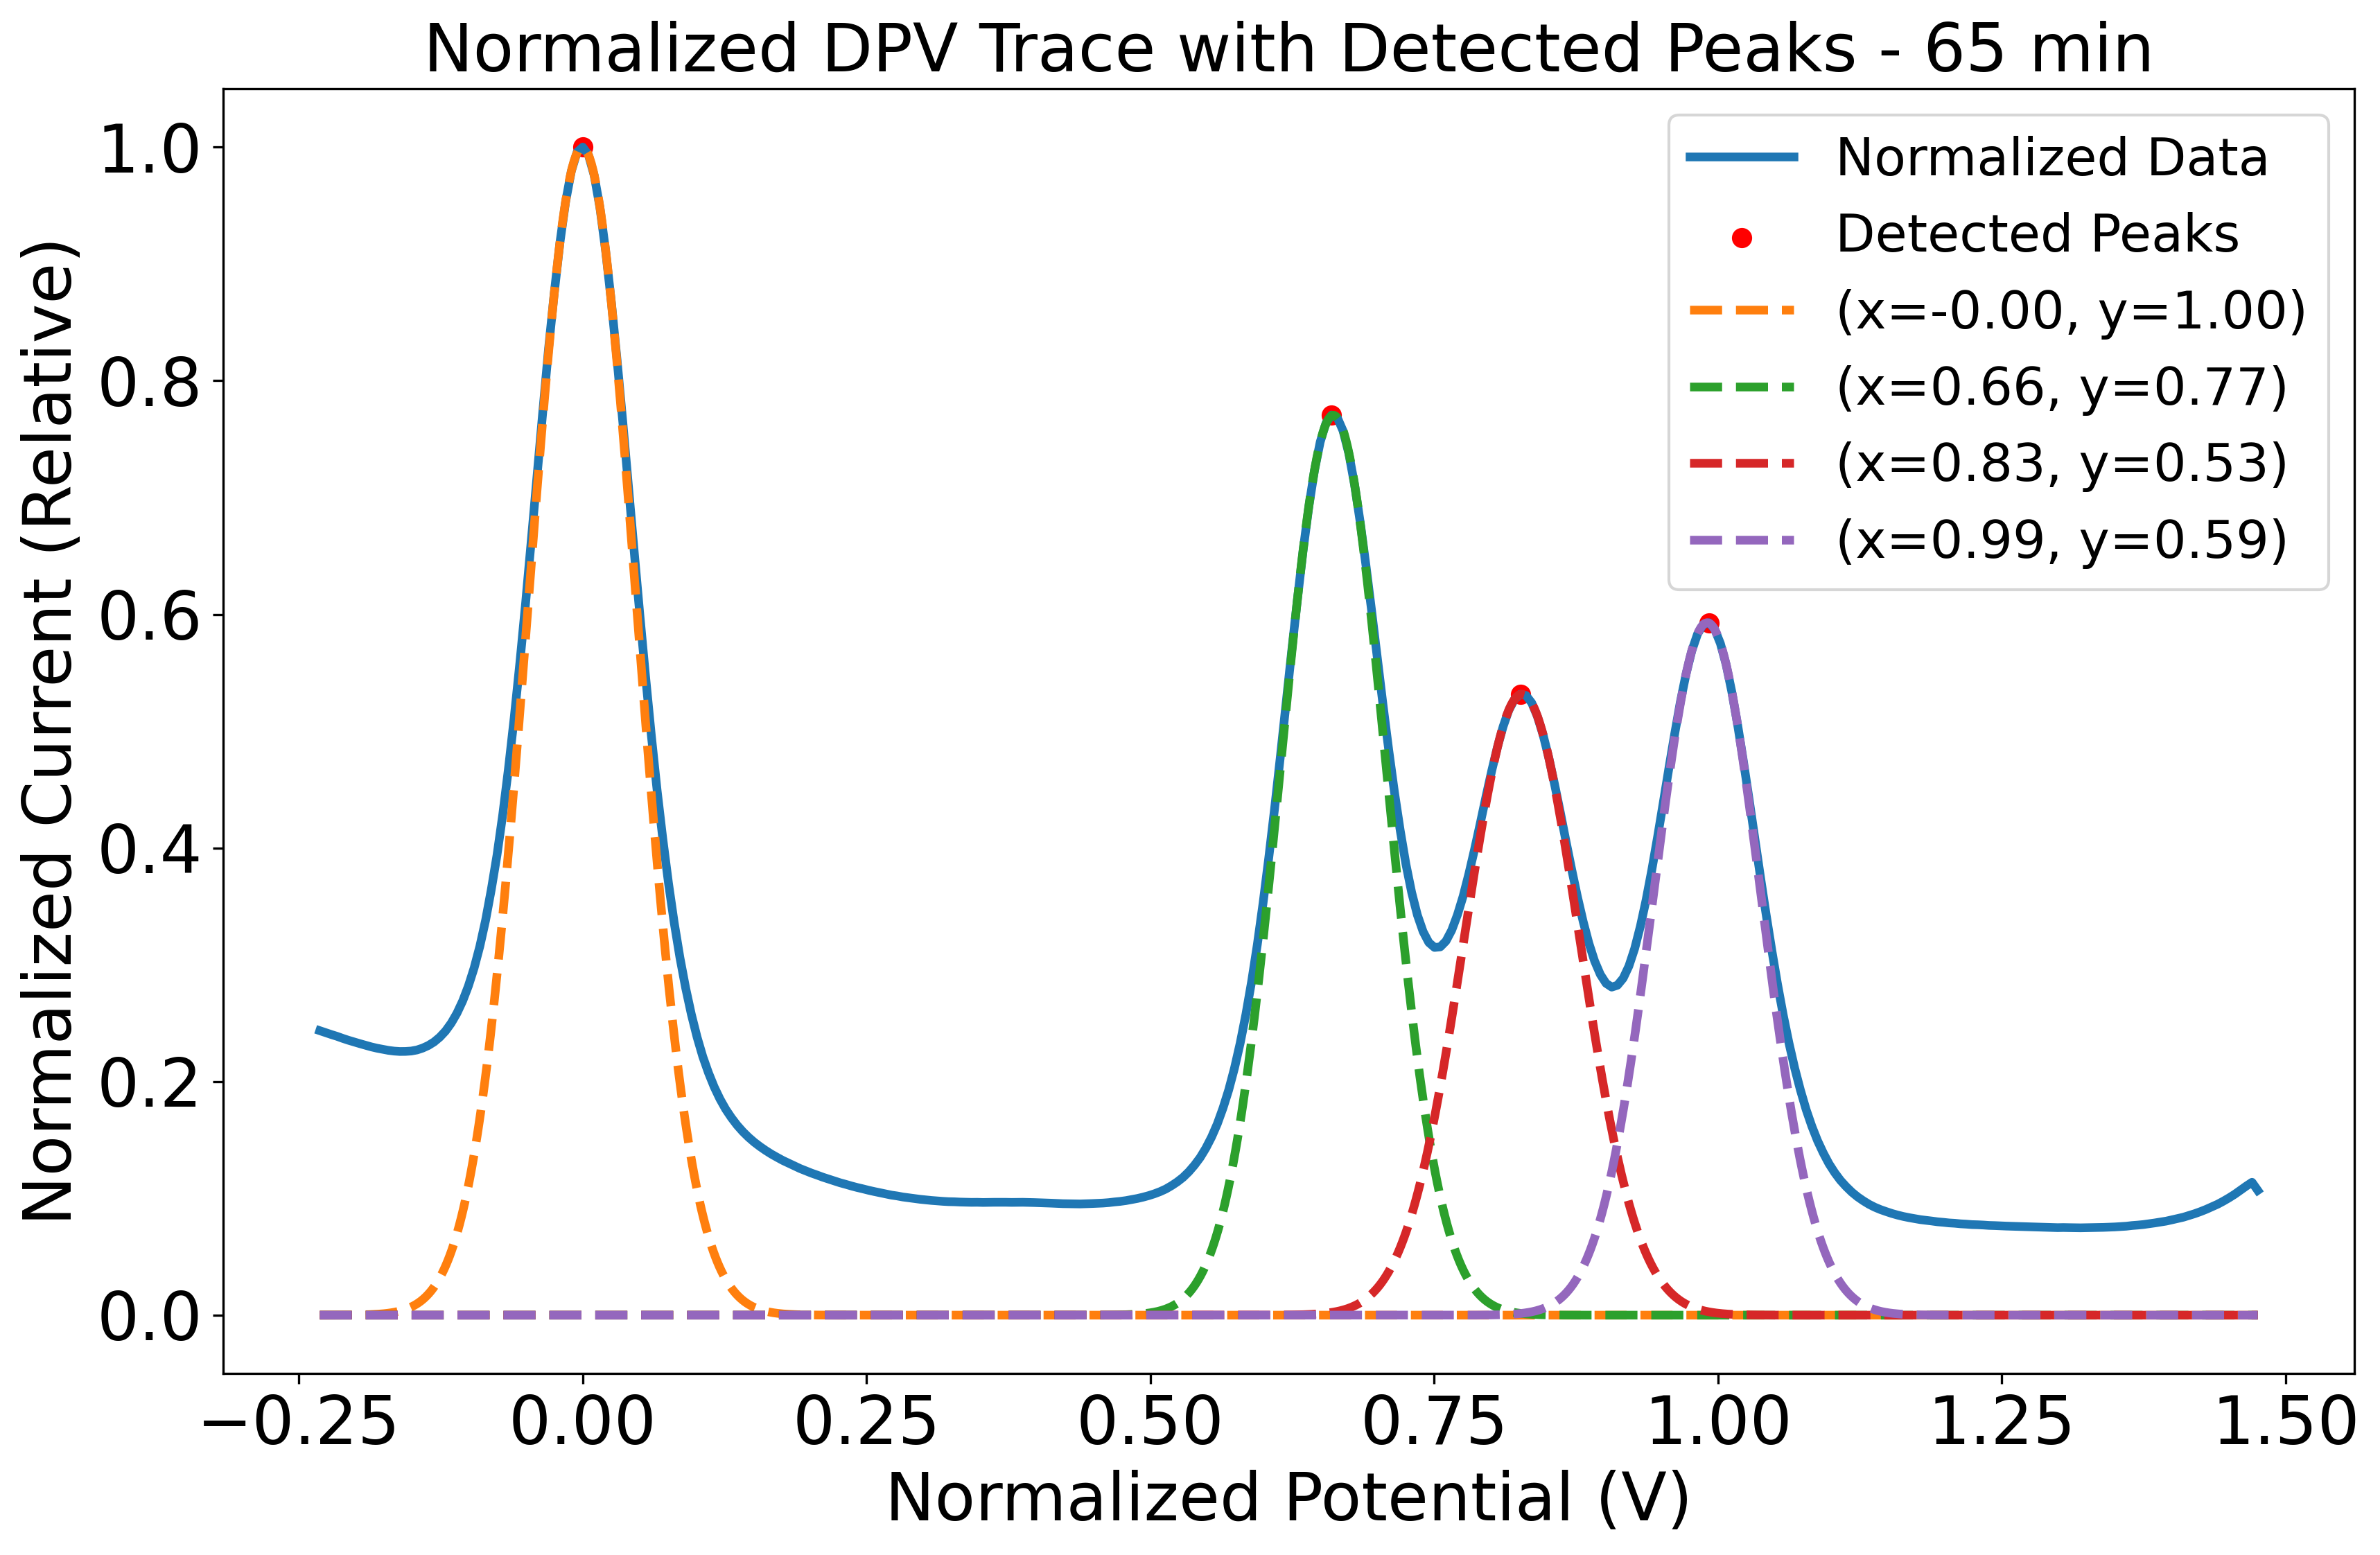 Normalized DPV Trace with Detected Peaks - 65 min
Normalized Data
Detected Peaks
(x=-0.00, y=1.00)
(x=0.66, y=0.77)
(x=0.83, y=0.53)
(x=0.99, y=0.59)
Normalized Current (Relative)
1.0
0.8
0.6
0.4
0.2
0.0
−0.25 0.00 0.25 0.50 0.75 1.00 1.25 1.50
Normalized Potential (V)